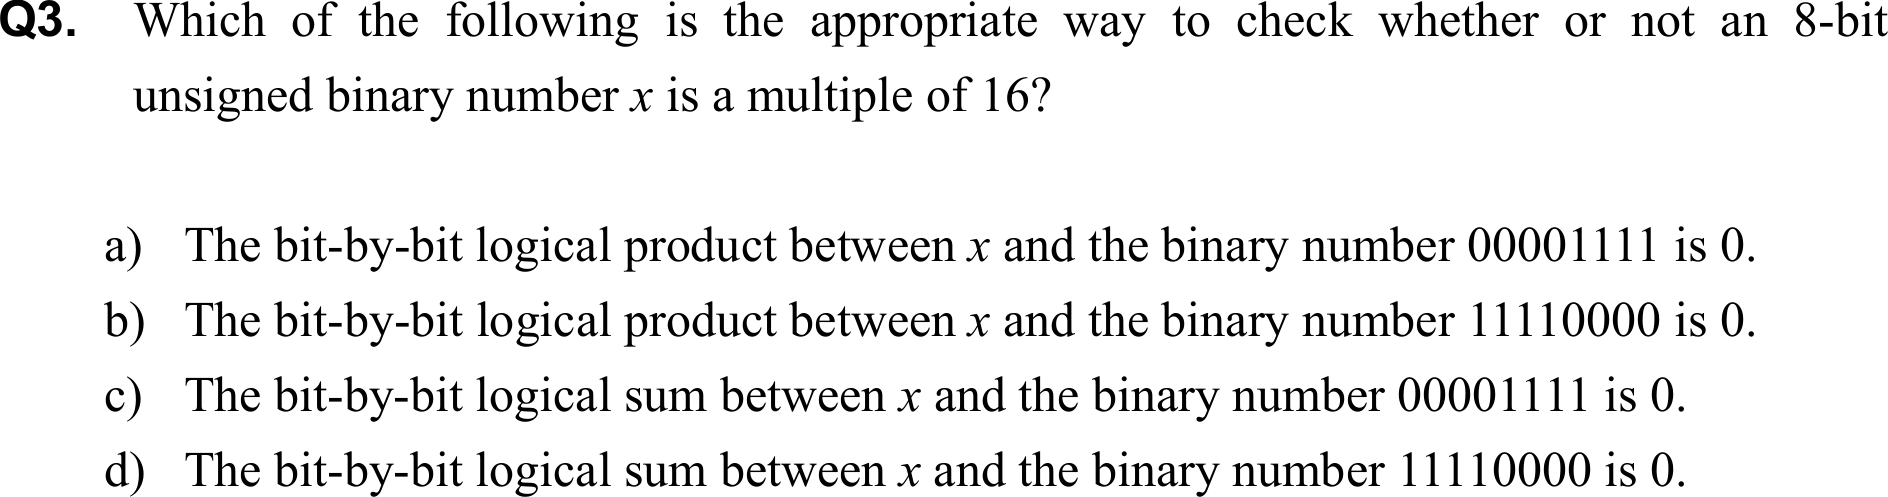 Q3. Which of the following is the appropriate way to check whether or not an 8-bit
unsigned binary number x is a multiple of 16?
a) The bit-by-bit logical product between x and the binary number 00001111 is 0.
b) The bit-by-bit logical product between x and the binary number 11110000 is 0.
c) The bit-by-bit logical sum between x and the binary number 00001111 is 0.
d) The bit-by-bit logical sum between x and the binary number 11110000 is 0.